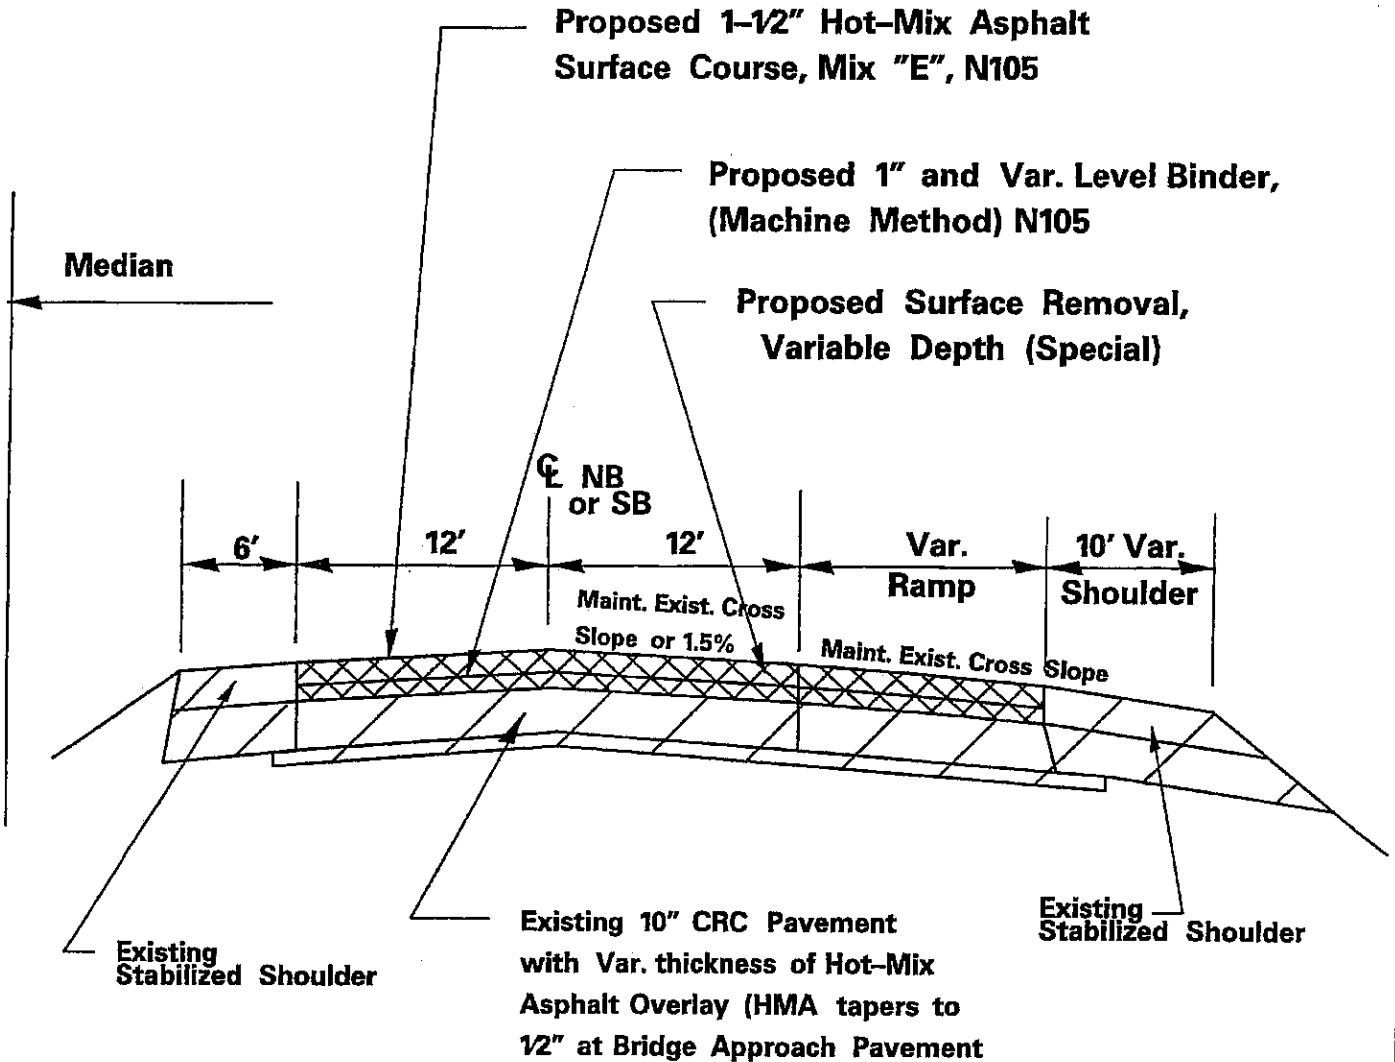 Proposed 1–1/2" Hot–Mix Asphalt
Surface Course, Mix "E", N105
Proposed 1" and Var. Level Binder,
(Machine Method) N105
Median
Proposed Surface Removal,
Variable Depth (Special)
℄ NB
or SB
6' 12' 12' Var. 10' Var.
Ramp Shoulder
Maint. Exist. Cross
Slope or 1.5%
Maint. Exist. Cross Slope
Existing
Stabilized Shoulder
Existing 10" CRC Pavement
with Var. thickness of Hot–Mix
Asphalt Overlay (HMA tapers to
1/2" at Bridge Approach Pavement
Existing
Stabilized Shoulder